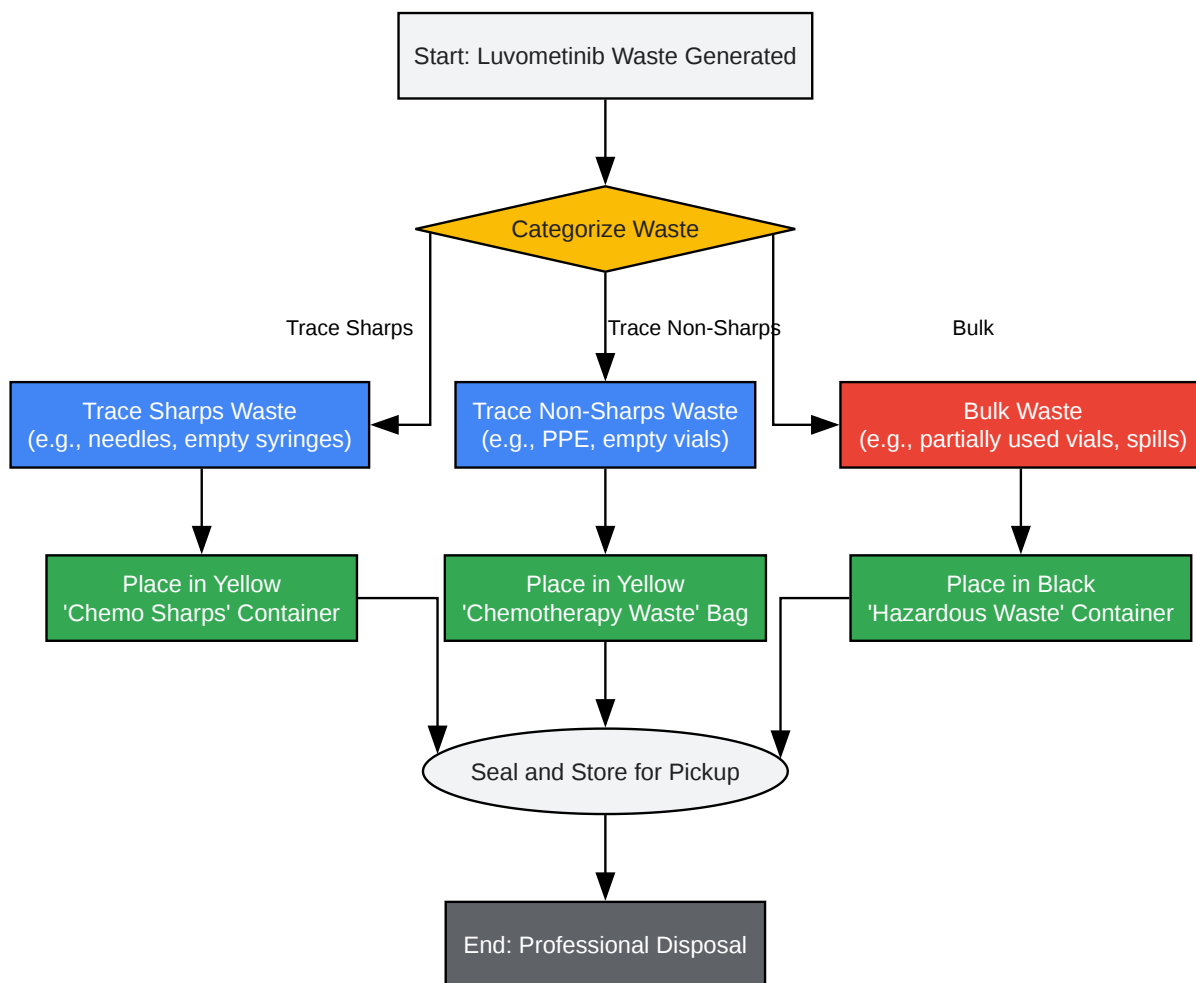 Start: Luvometinib Waste Generated
Categorize Waste
Trace Sharps
Trace Non-Sharps
Bulk
Trace Sharps Waste
(e.g., needles, empty syringes)
Trace Non-Sharps Waste
(e.g., PPE, empty vials)
Bulk Waste
(e.g., partially used vials, spills)
Place in Yellow
'Chemo Sharps' Container
Place in Yellow
'Chemotherapy Waste' Bag
Place in Black
'Hazardous Waste' Container
Seal and Store for Pickup
End: Professional Disposal